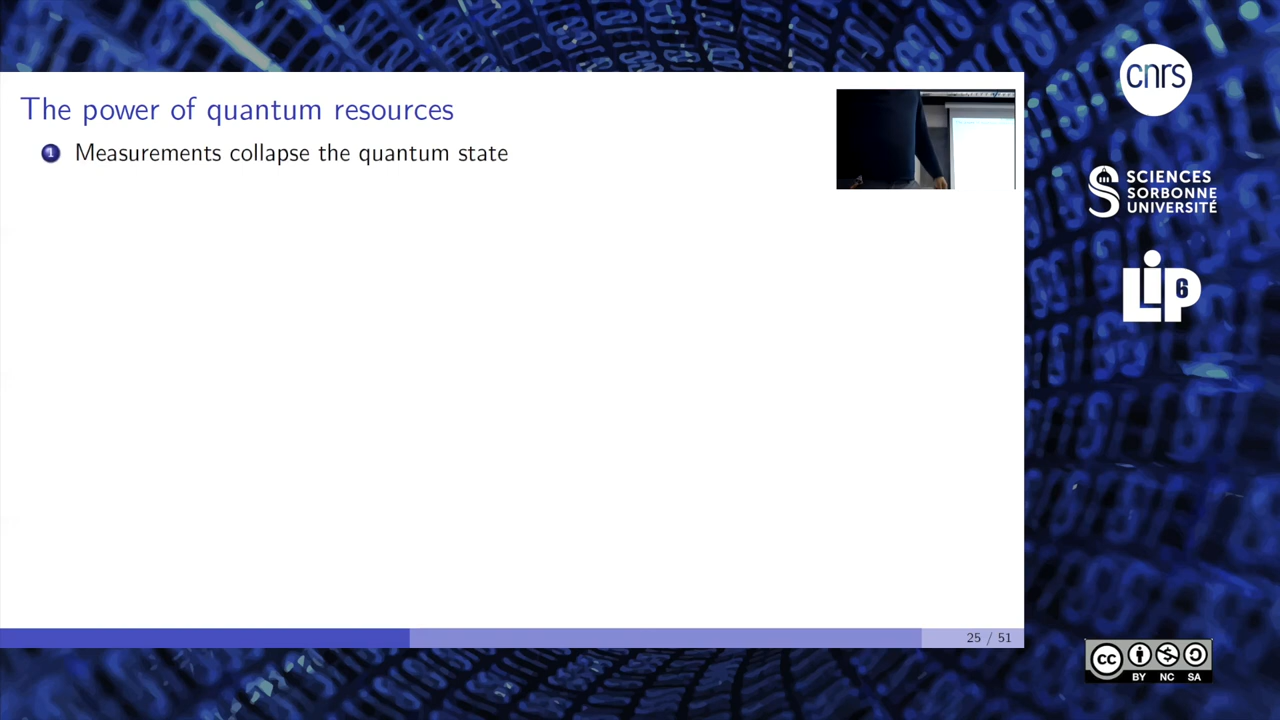 The power of quantum resources
1 Measurements collapse the quantum state
25 / 51
cnrs
SCIENCES
SORBONNE
UNIVERSITÉ
LiP6
cc
BY NC SA